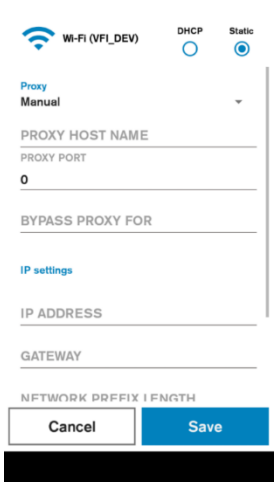 Wi-Fi (VFI_DEV)
DHCP
Static
Proxy
Manual
PROXY HOST NAME
PROXY PORT
0
BYPASS PROXY FOR
IP settings
IP ADDRESS
GATEWAY
NETWORK PREFIX LENGTH
Cancel
Save